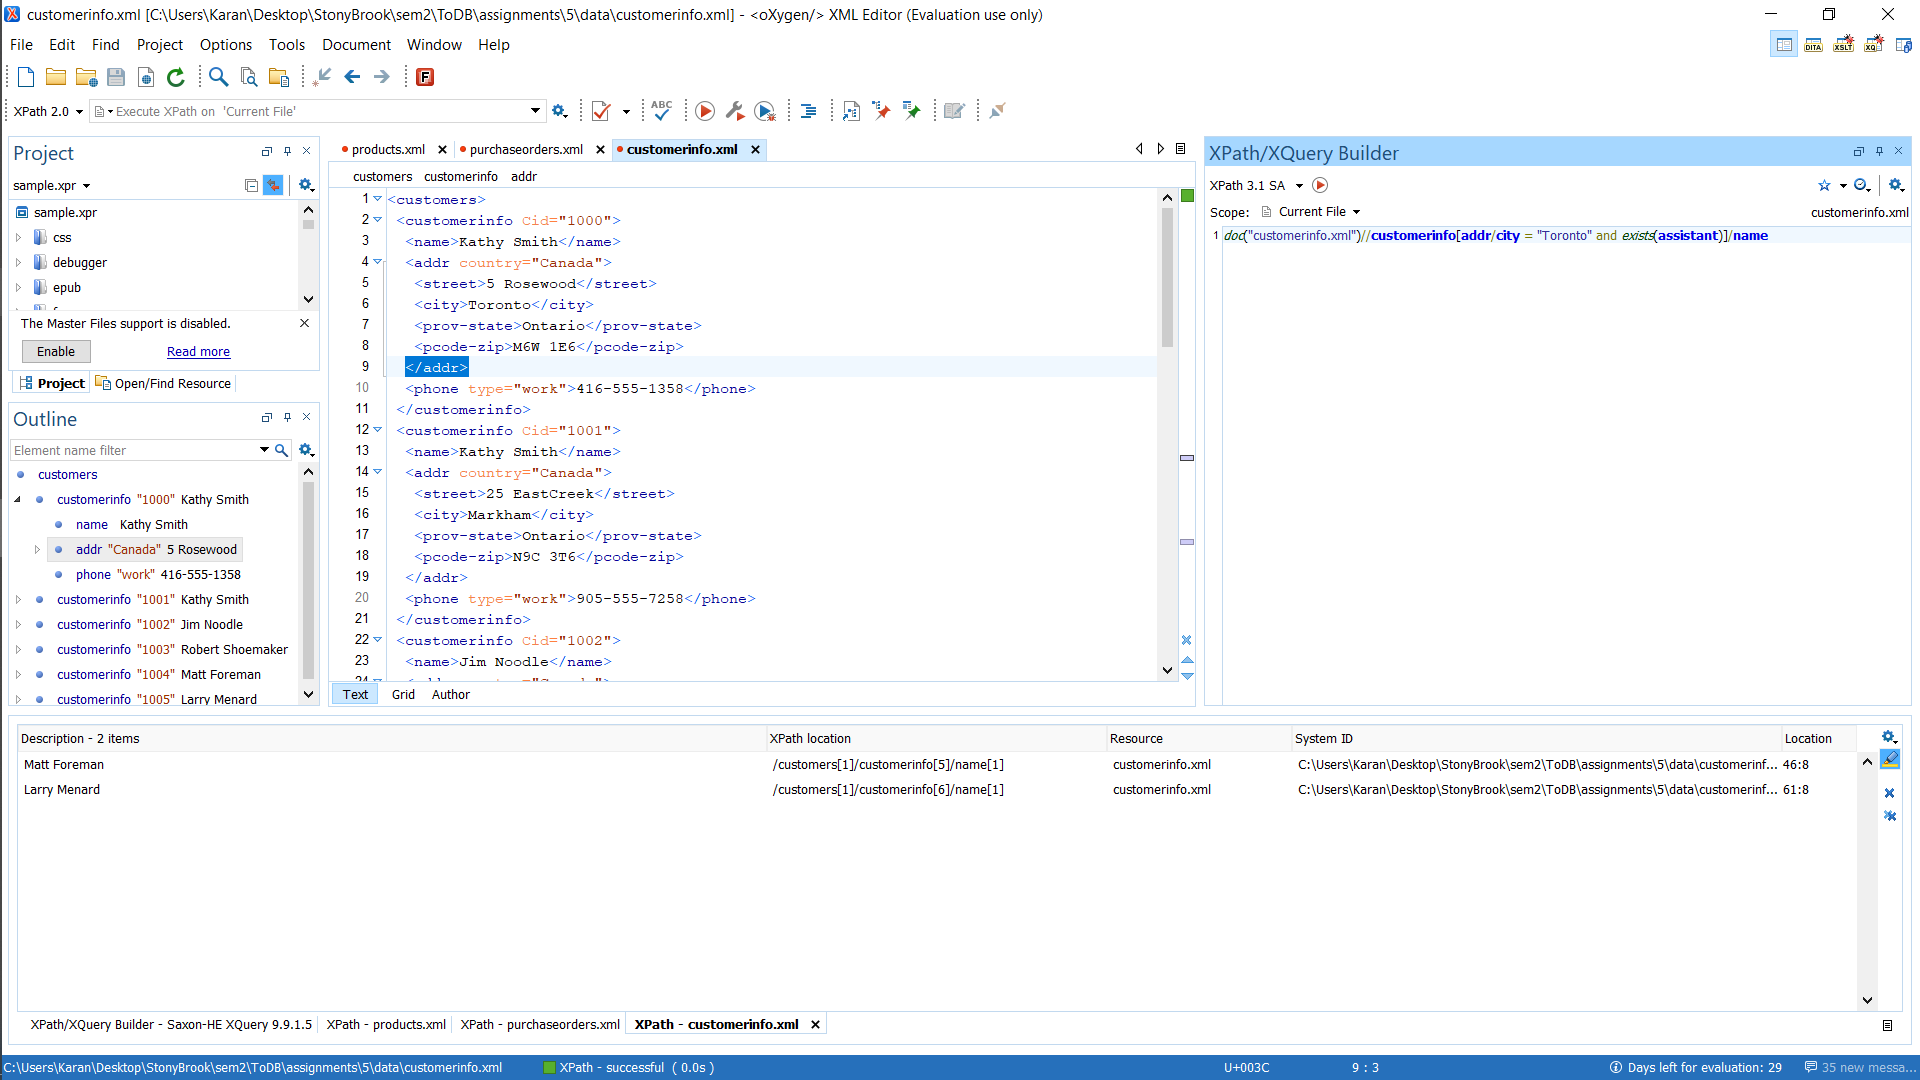 customerinfo.xml [C:\Users\Karan\Desktop\StonyBrook\sem2\ToDB\assignments\5\data\customerinfo.xml] - <oXygen/> XML Editor (Evaluation use only)
File Edit Find Project Options Tools Document Window Help
DITA XSLT XQ
XPath 2.0 Execute XPath on 'Current File' ABC
Project
sample.xpr
sample.xpr
css
debugger
epub
The Master Files support is disabled.
Enable Read more
Project Open/Find Resource
Outline
Element name filter
customers
customerinfo "1000" Kathy Smith
name Kathy Smith
addr "Canada" 5 Rosewood
phone "work" 416-555-1358
customerinfo "1001" Kathy Smith
customerinfo "1002" Jim Noodle
customerinfo "1003" Robert Shoemaker
customerinfo "1004" Matt Foreman
customerinfo "1005" Larry Menard
products.xml purchaseorders.xml customerinfo.xml
customers customerinfo addr
1 <customers>
2 <customerinfo Cid="1000">
3 <name>Kathy Smith</name>
4 <addr country="Canada">
5 <street>5 Rosewood</street>
6 <city>Toronto</city>
7 <prov-state>Ontario</prov-state>
8 <pcode-zip>M6W 1E6</pcode-zip>
9 </addr>
10 <phone type="work">416-555-1358</phone>
11 </customerinfo>
12 <customerinfo Cid="1001">
13 <name>Kathy Smith</name>
14 <addr country="Canada">
15 <street>25 EastCreek</street>
16 <city>Markham</city>
17 <prov-state>Ontario</prov-state>
18 <pcode-zip>N9C 3T6</pcode-zip>
19 </addr>
20 <phone type="work">905-555-7258</phone>
21 </customerinfo>
22 <customerinfo Cid="1002">
23 <name>Jim Noodle</name>
Text Grid Author
XPath/XQuery Builder
XPath 3.1 SA
Scope: Current File customerinfo.xml
1 doc("customerinfo.xml")//customerinfo[addr/city = "Toronto" and exists(assistant)]/name
Description - 2 items XPath location Resource System ID Location
Matt Foreman /customers[1]/customerinfo[5]/name[1] customerinfo.xml C:\Users\Karan\Desktop\StonyBrook\sem2\ToDB\assignments\5\data\customerinf... 46:8
Larry Menard /customers[1]/customerinfo[6]/name[1] customerinfo.xml C:\Users\Karan\Desktop\StonyBrook\sem2\ToDB\assignments\5\data\customerinf... 61:8
XPath/XQuery Builder - Saxon-HE XQuery 9.9.1.5 XPath - products.xml XPath - purchaseorders.xml XPath - customerinfo.xml
C:\Users\Karan\Desktop\StonyBrook\sem2\ToDB\assignments\5\data\customerinfo.xml XPath - successful ( 0.0s ) U+003C 9 : 3 Days left for evaluation: 29 35 new messa...